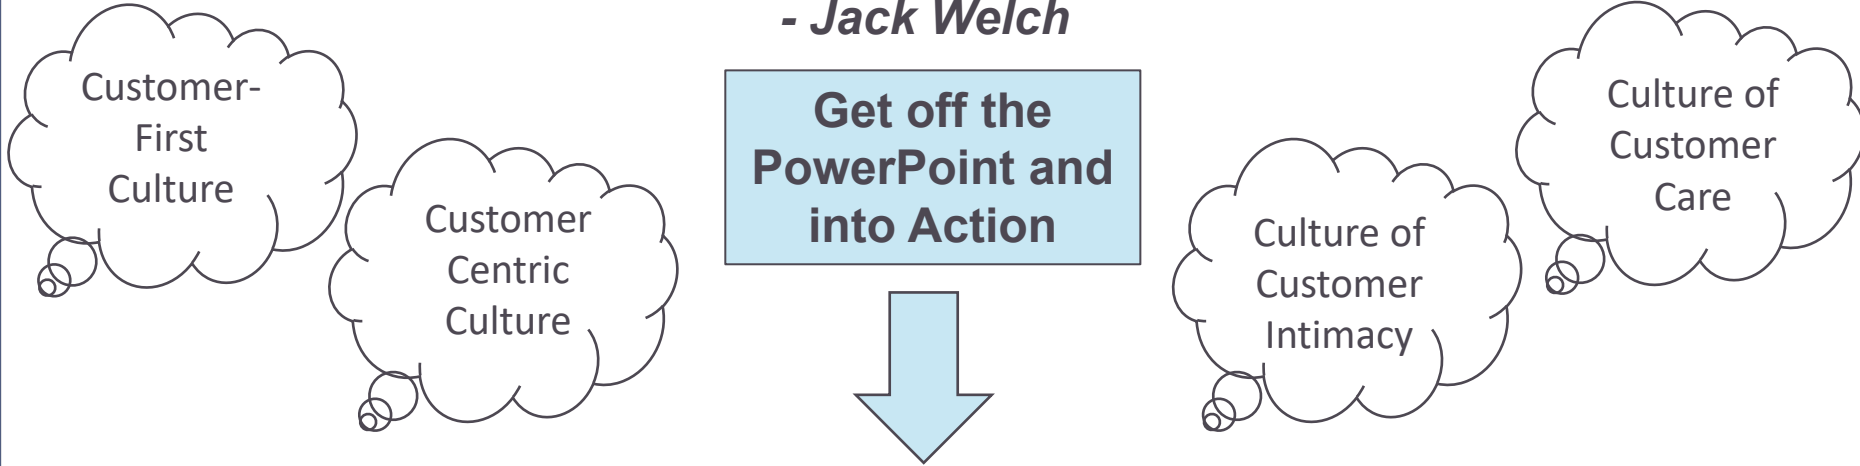 - Jack Welch
Customer-
First
Culture
Customer
Centric
Culture
Get off the
PowerPoint and
into Action
Culture of
Customer
Intimacy
Culture of
Customer
Care